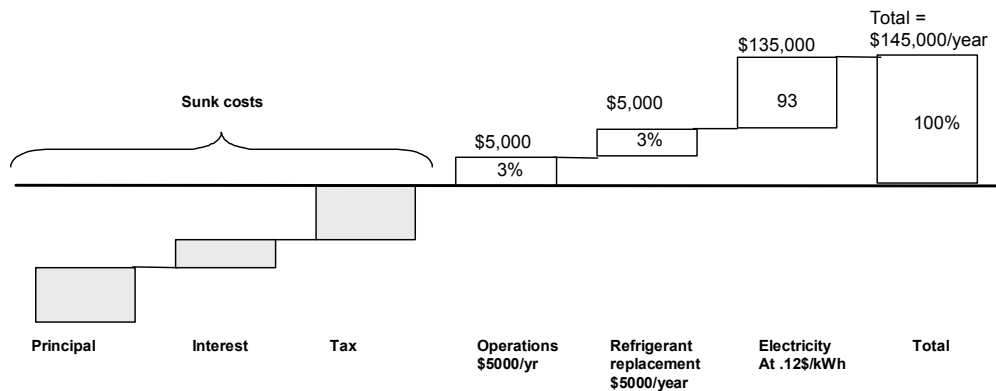 Total =
$145,000/year
$135,000
Sunk costs
$5,000
93
$5,000
3%
100%
3%
Principal
Interest
Tax
Operations
$5000/yr
Refrigerant
replacement
$5000/year
Electricity
At .12$/kWh
Total